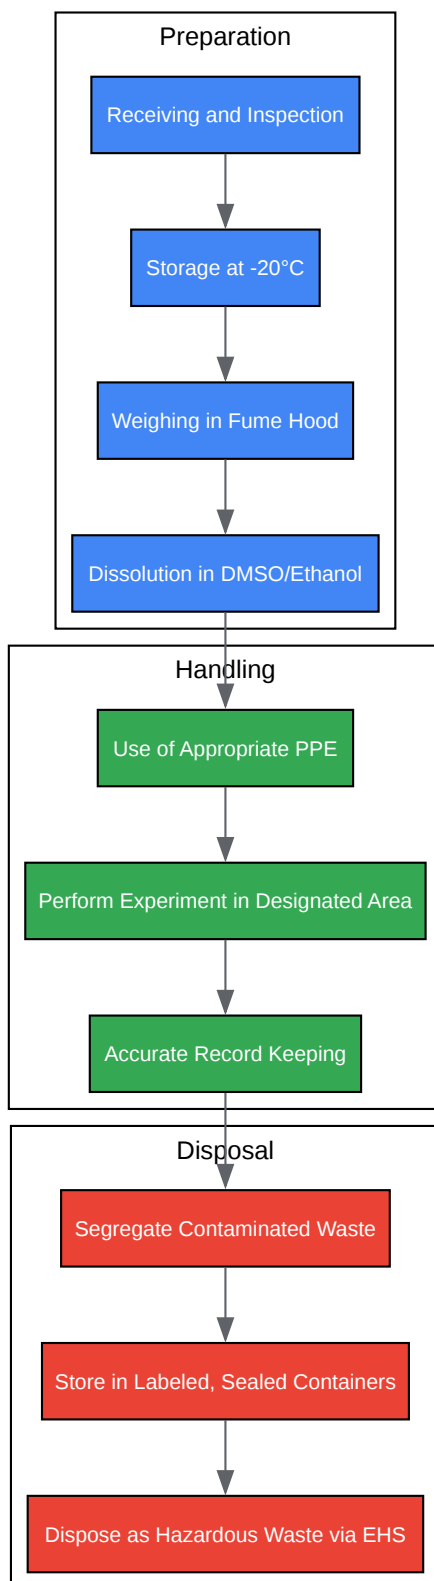 Preparation
Receiving and Inspection
Storage at -20°C
Weighing in Fume Hood
Dissolution in DMSO/Ethanol
Handling
Use of Appropriate PPE
Perform Experiment in Designated Area
Accurate Record Keeping
Disposal
Segregate Contaminated Waste
Store in Labeled, Sealed Containers
Dispose as Hazardous Waste via EHS